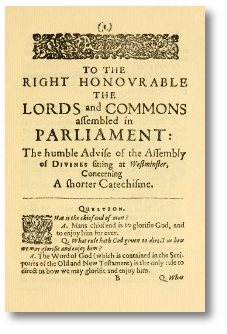 (1)
TO THE
RIGHT HONOVRABLE
THE
LORDS and COMMONS
aſſembled in
PARLIAMENT:
The humble Adviſe of the Aſſembly
of DIVINES ſitting at Weſtminſter,
Concerning
A ſhorter Catechiſme.
QUESTION.
What is the chief end of man?
A. Mans chief end is to glorifie God, and
to enjoy him for ever.
Q. What rule hath God given to direct us how
we may glorifie and enjoy him?
A. The Word of God (which is contained in the Scri-
ptures of the Old and New Teſtament) is the only rule to
direct us how we may glorifie and enjoy him.
B Q. What